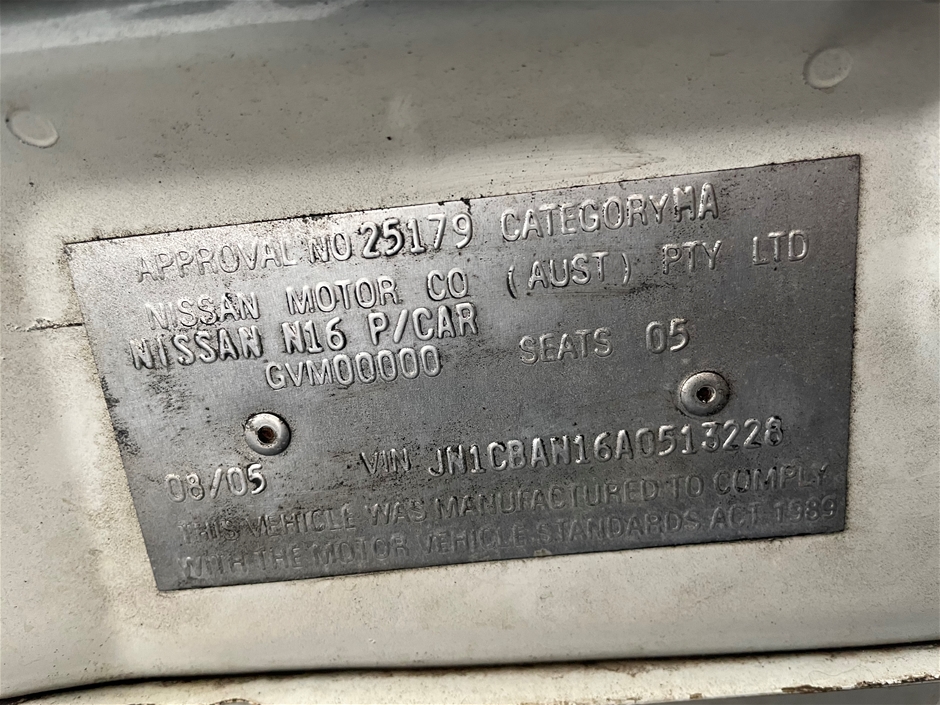 APPROVAL NO 25179 CATEGORY MA
NISSAN MOTOR CO (AUST) PTY LTD
NISSAN N16 P/CAR
GVM00000 SEATS 05
08/05 VIN JN1CBAN16A0513228
THIS VEHICLE WAS MANUFACTURED TO COMPLY
WITH THE MOTOR VEHICLE STANDARDS ACT 1989